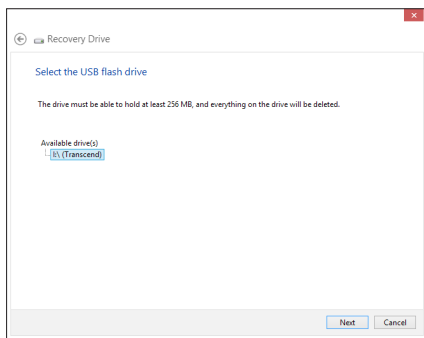 Recovery Drive
Select the USB flash drive
The drive must be able to hold at least 256 MB, and everything on the drive will be deleted.
Available drive(s)
I:\ (Transcend)
Next Cancel